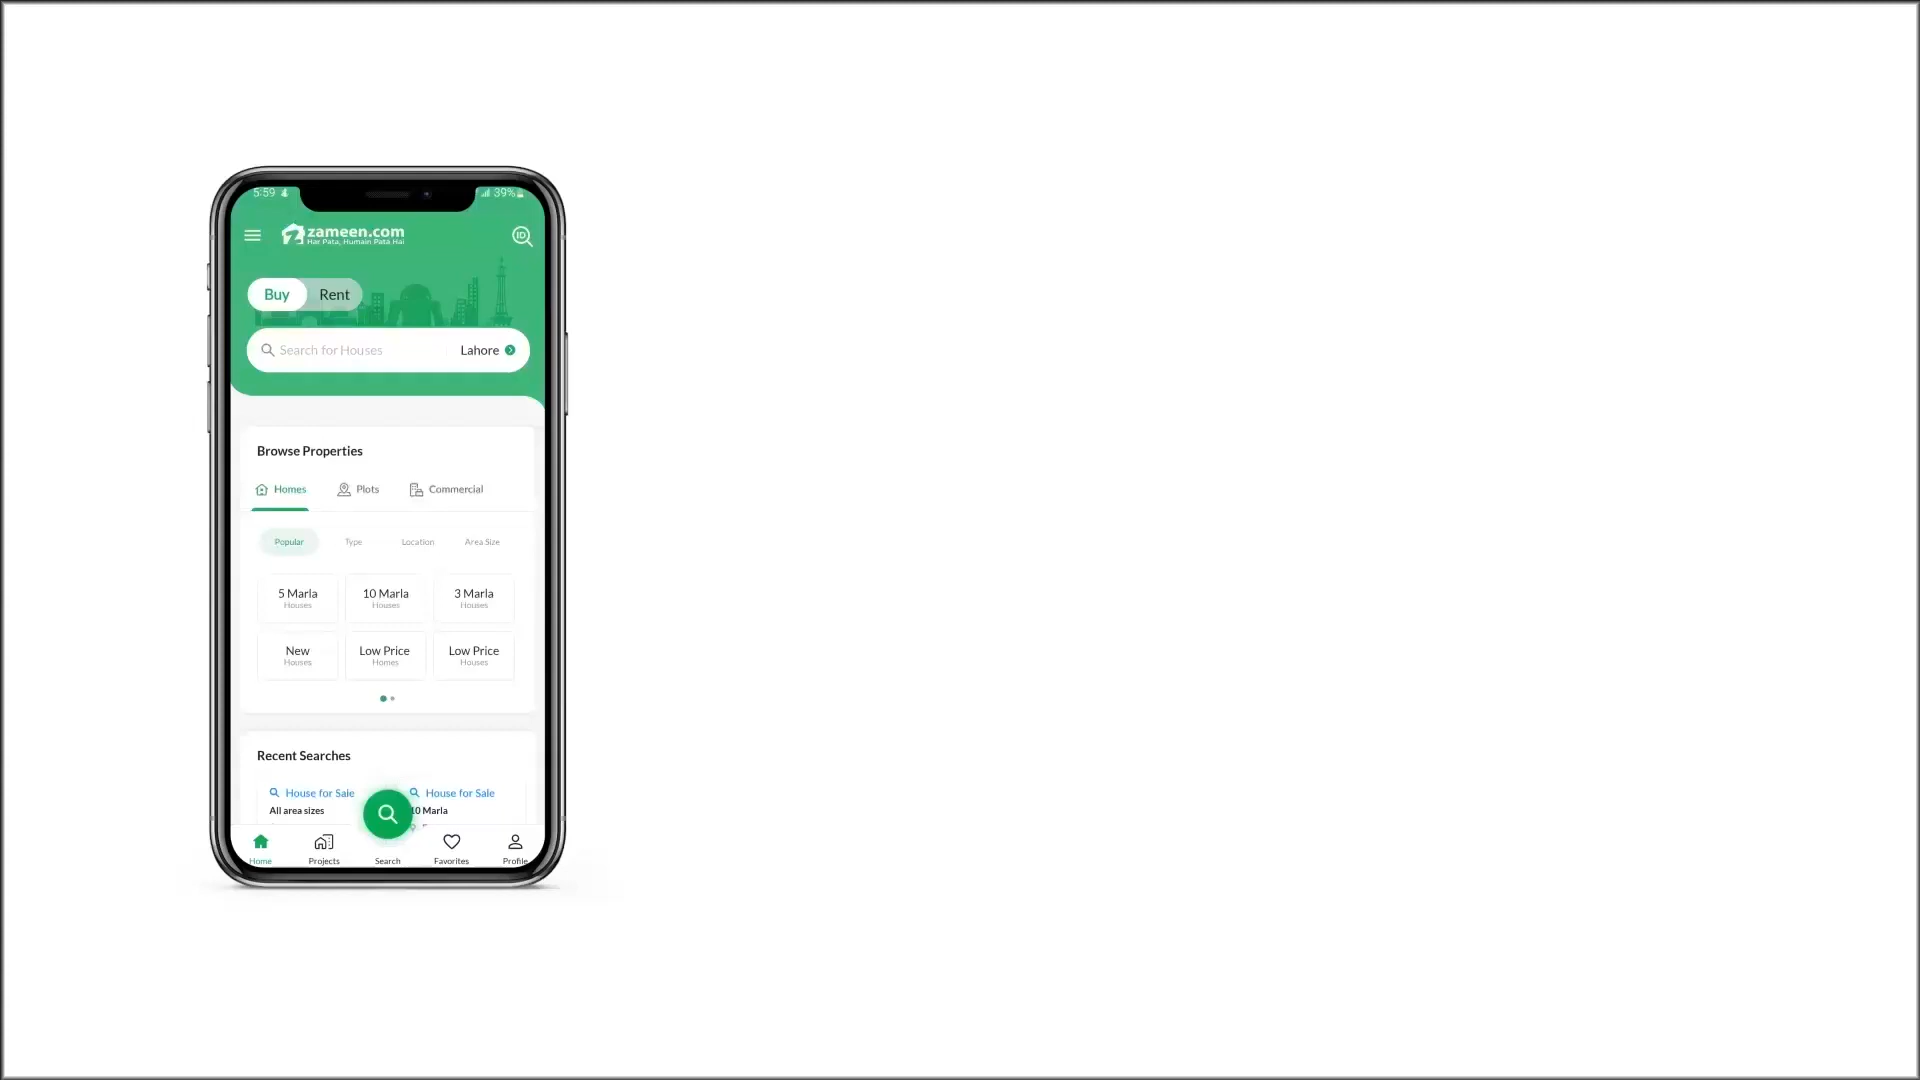 5:59
39%
zameen.com
Har Pata, Humain Pata Hai
ID
Buy
Rent
Search for Houses
Lahore
Browse Properties
Homes
Plots
Commercial
Popular
Type
Location
Area Size
5 Marla
Houses
10 Marla
Houses
3 Marla
Houses
New
Houses
Low Price
Homes
Low Price
Houses
Recent Searches
House for Sale
All area sizes
House for Sale
10 Marla
Home
Projects
Search
Favorites
Profile